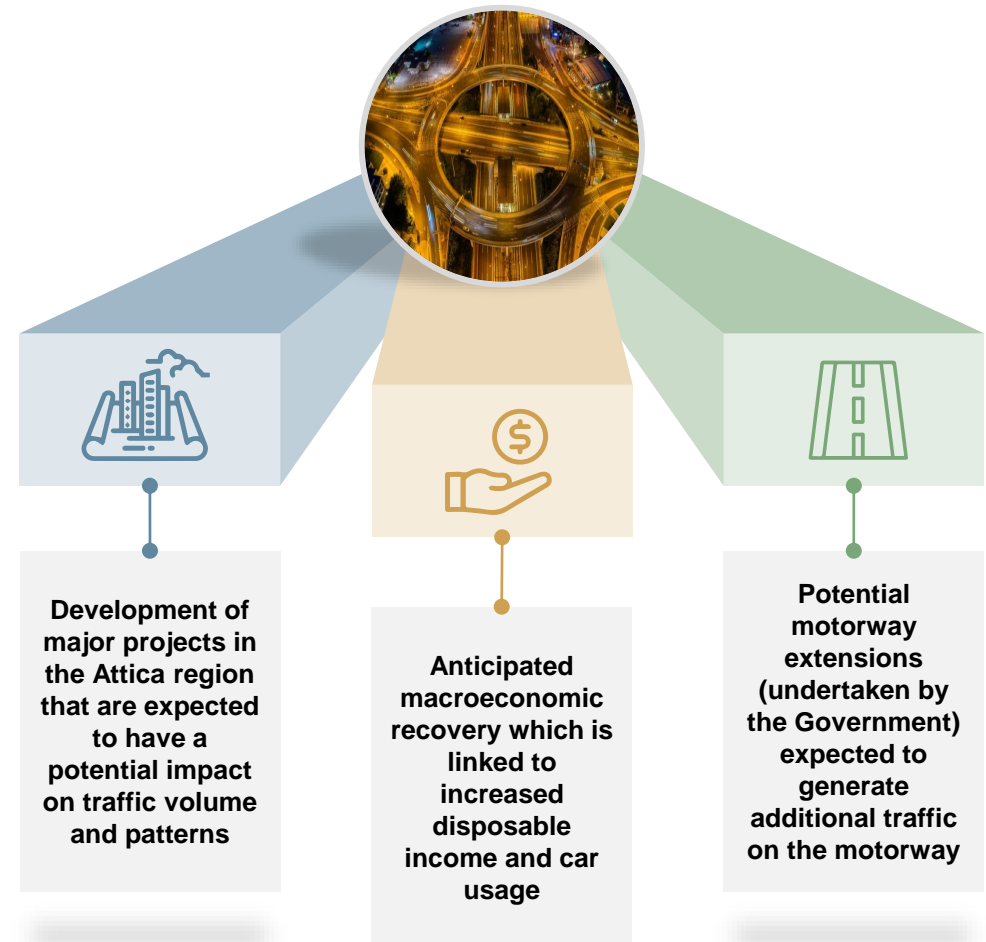 Development of
major projects in
the Attica region
that are expected
to have a
potential impact
on traffic volume
and patterns
Anticipated
macroeconomic
recovery which is
linked to
increased
disposable
income and car
usage
Potential
motorway
extensions
(undertaken by
the Government)
expected to
generate
additional traffic
on the motorway